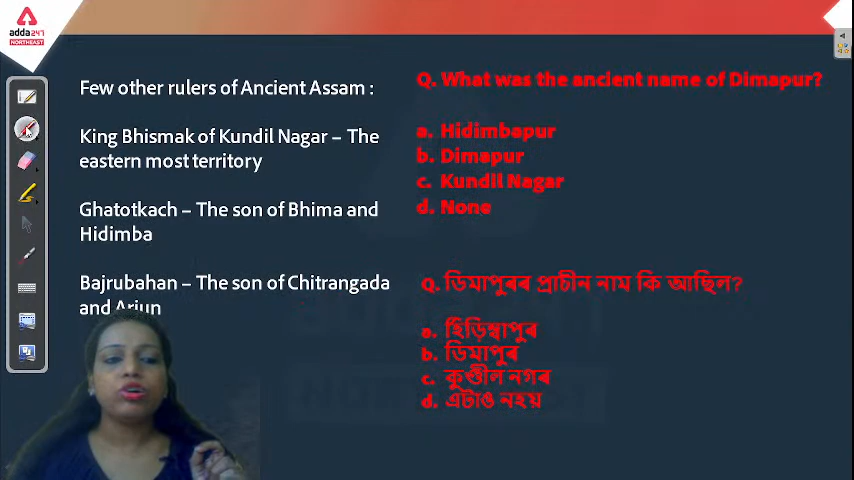 adda247
NORTHEAST
Few other rulers of Ancient Assam :
King Bhismak of Kundil Nagar – The
eastern most territory
Ghatotkach – The son of Bhima and
Hidimba
Bajrubahan – The son of Chitrangada
and Arjun
Q. What was the ancient name of Dimapur?
a. Hidimbapur
b. Dimapur
c. Kundil Nagar
d. None
Q. ডিমাপুৰৰ প্ৰাচীন নাম কি আছিল?
a. হিড়িম্বাপুৰ
b. ডিমাপুৰ
c. কুণ্ডীল নগৰ
d. এটাও নহয়